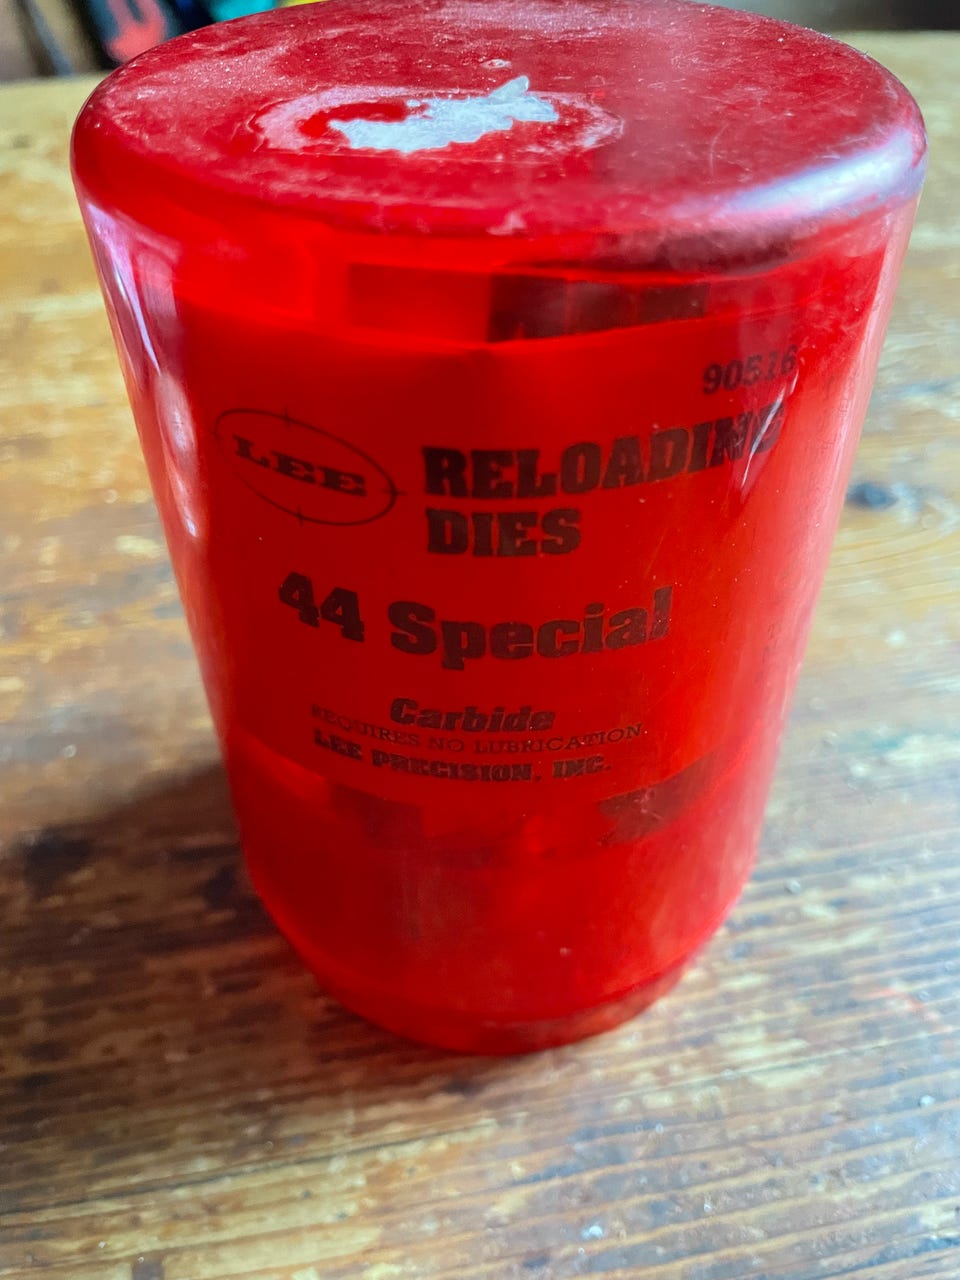 90516
LEE
RELOADING
DIES
44 Special
Carbide
REQUIRES NO LUBRICATION
LEE PRECISION, INC.